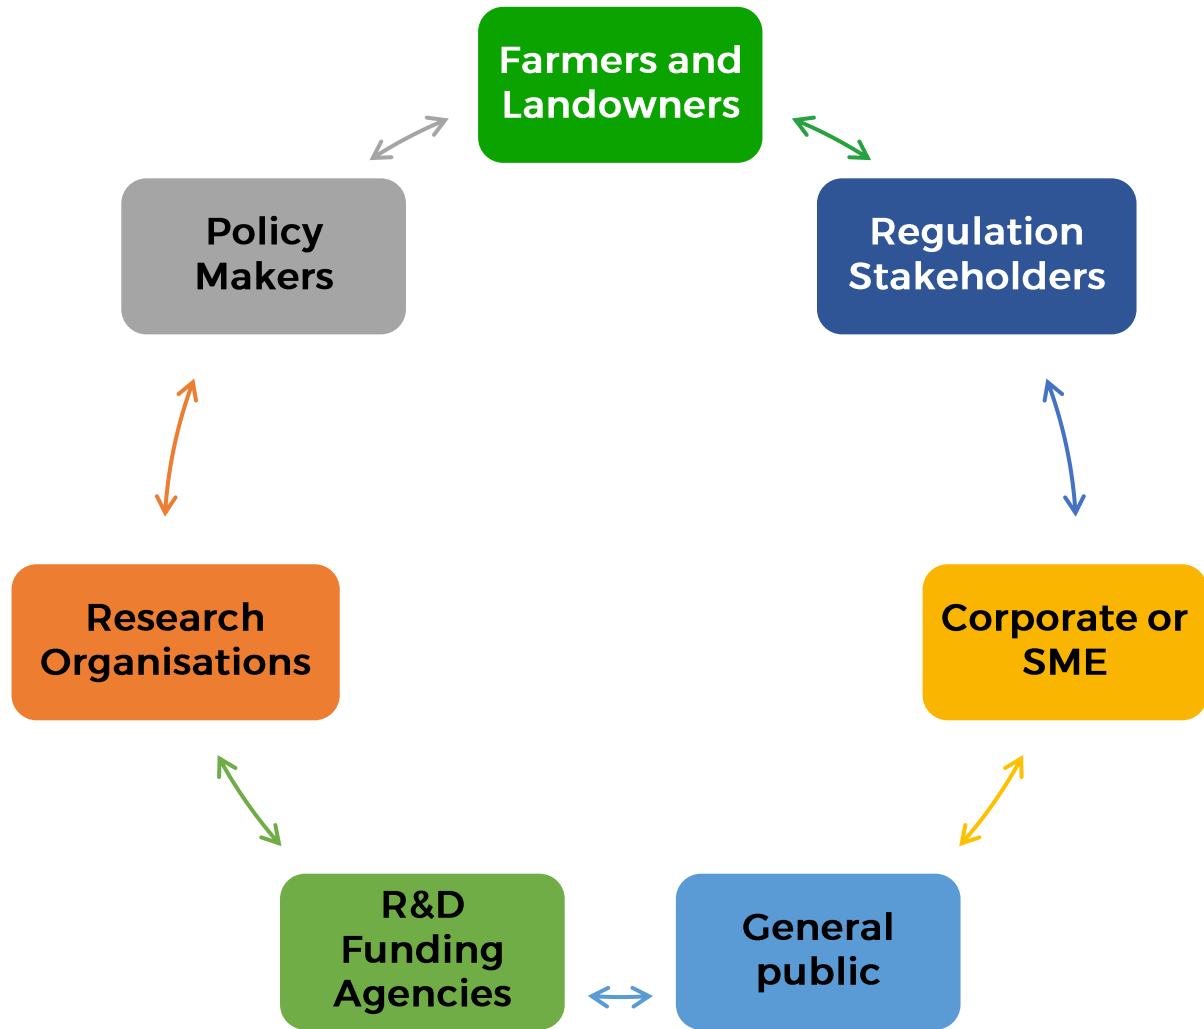 Farmers and
Landowners
Policy
Makers
Regulation
Stakeholders
Research
Organisations
Corporate or
SME
R&D
Funding
Agencies
General
public